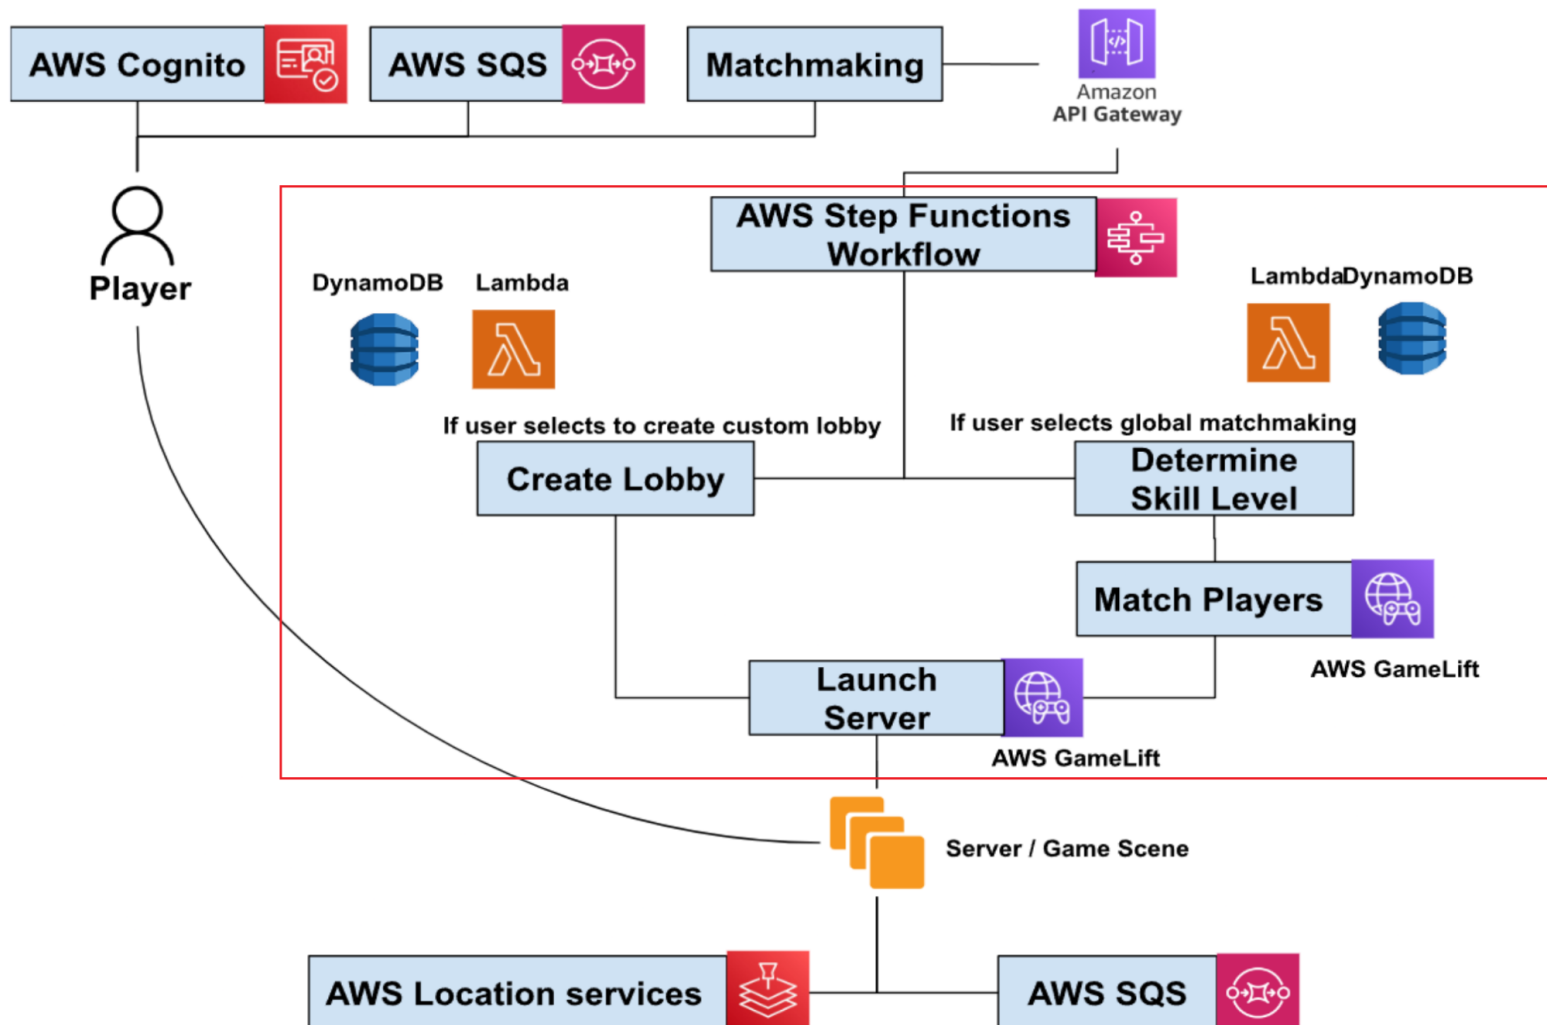 AWS Cognito
AWS SQS
Matchmaking
Amazon
API Gateway
AWS Step Functions
Workflow
Player
DynamoDB
Lambda
Lambda
DynamoDB
If user selects to create custom lobby
If user selects global matchmaking
Create Lobby
Determine
Skill Level
Match Players
AWS GameLift
Launch
Server
AWS GameLift
Server / Game Scene
AWS Location services
AWS SQS